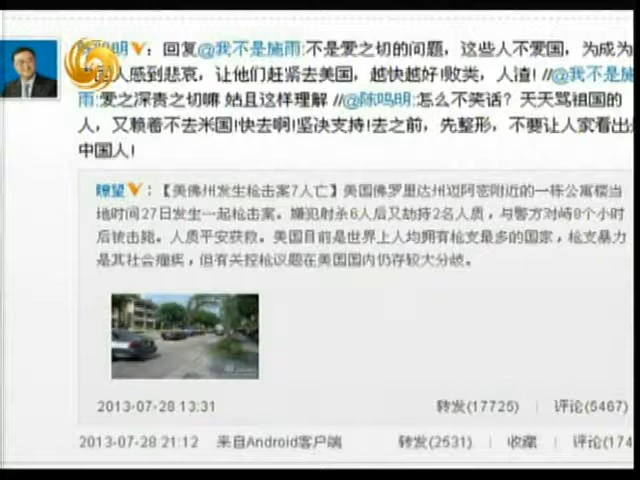 鸣明V：回复@我不是施雨:不是爱之切的问题，这些人不爱国，为成为
西人感到悲哀，让他们赶紧去美国，越快越好!败类，人渣! //@我不是施
雨:爱之深责之切嘛 姑且这样理解 //@陈鸣明:怎么不笑话？天天骂祖国的
人，又赖着不去米国!快去啊!坚决支持!去之前，先整形，不要让人家看出是
中国人!
瞭望V：【美佛州发生枪击案7人亡】美国佛罗里达州迈阿密附近的一栋公寓楼当
地时间27日发生一起枪击案。嫌犯射杀6人后又劫持2名人质，与警方对峙8个小时
后被击毙。人质平安获救。美国目前是世界上人均拥有枪支最多的国家，枪支暴力
是其社会痼疾，但有关控枪议题在美国国内仍存较大分歧。
2013-07-28 13:31 转发(17725) | 评论(5467)
2013-07-28 21:12 来自Android客户端 转发(2531) | 收藏 | 评论(174